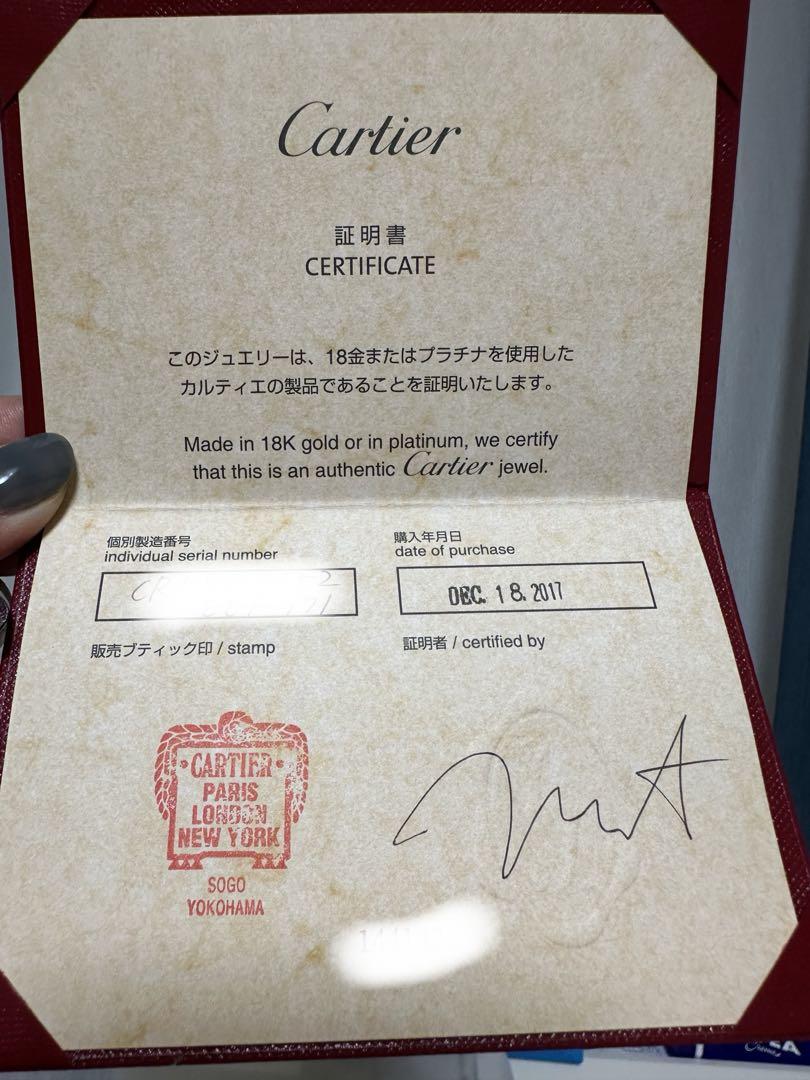 Cartier
証明書
CERTIFICATE
このジュエリーは、18金またはプラチナを使用した
カルティエの製品であることを証明いたします。
Made in 18K gold or in platinum, we certify
that this is an authentic Cartier jewel.
個別製造番号
individual serial number
購入年月日
date of purchase
DEC. 18. 2017
販売ブティック印 / stamp
証明者 / certified by
CARTIER
PARIS
LONDON
NEW YORK
SOGO
YOKOHAMA